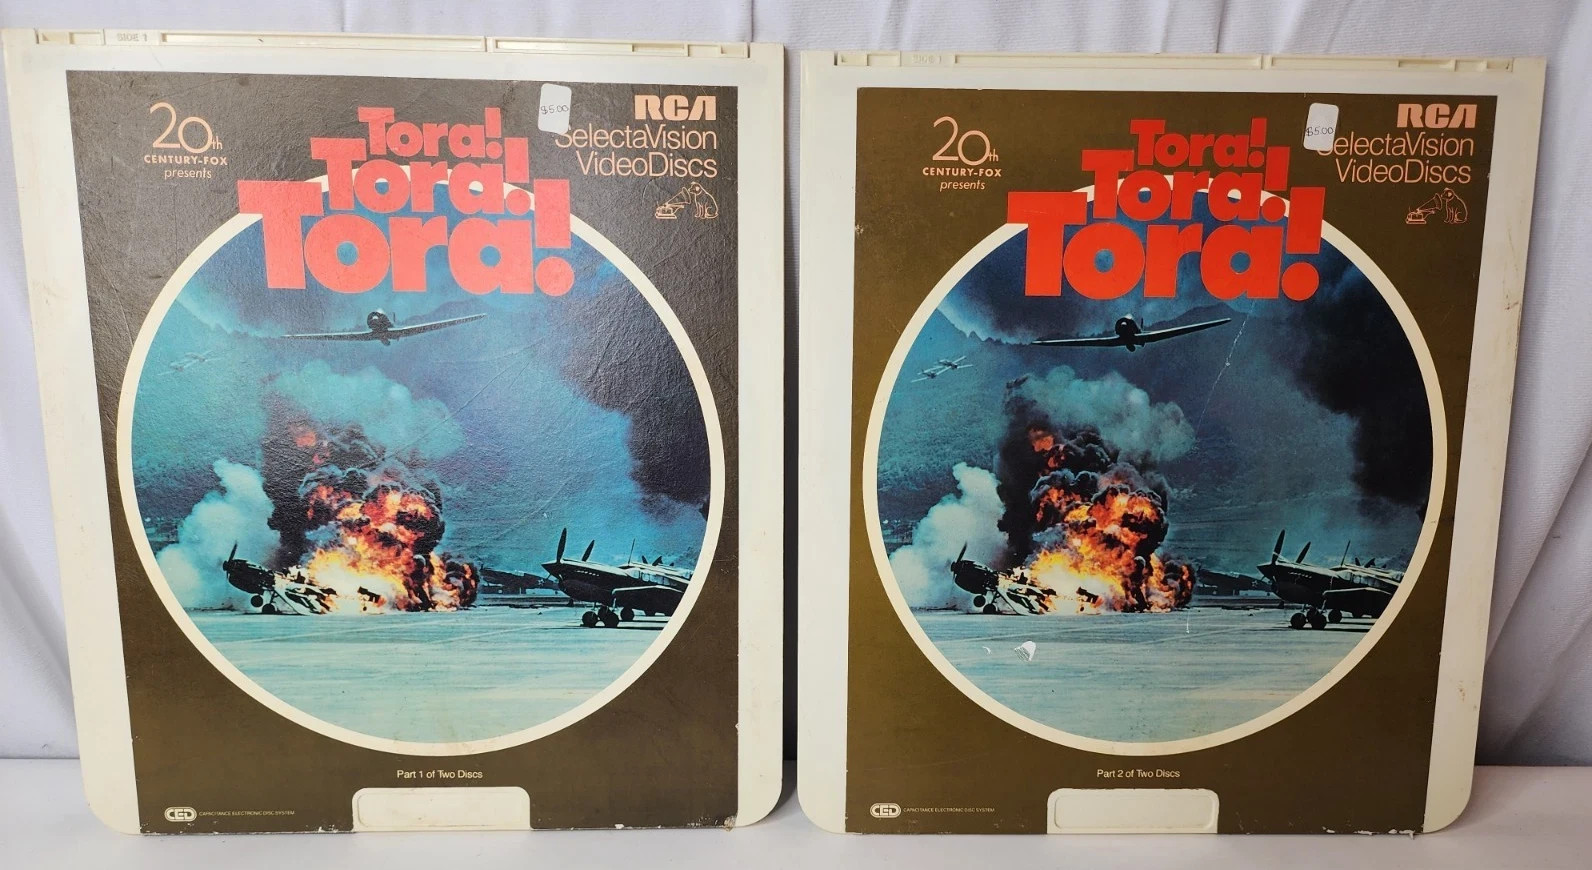 SIDE 1
20th
CENTURY-FOX
presents
Tora!
Tora!
Tora!
$5.00
RCA
SelectaVision
VideoDiscs
Part 1 of Two Discs
CED CAPACITANCE ELECTRONIC DISC SYSTEM
SIDE 1
20th
CENTURY-FOX
presents
Tora!
Tora!
Tora!
$5.00
RCA
SelectaVision
VideoDiscs
Part 2 of Two Discs
CED CAPACITANCE ELECTRONIC DISC SYSTEM